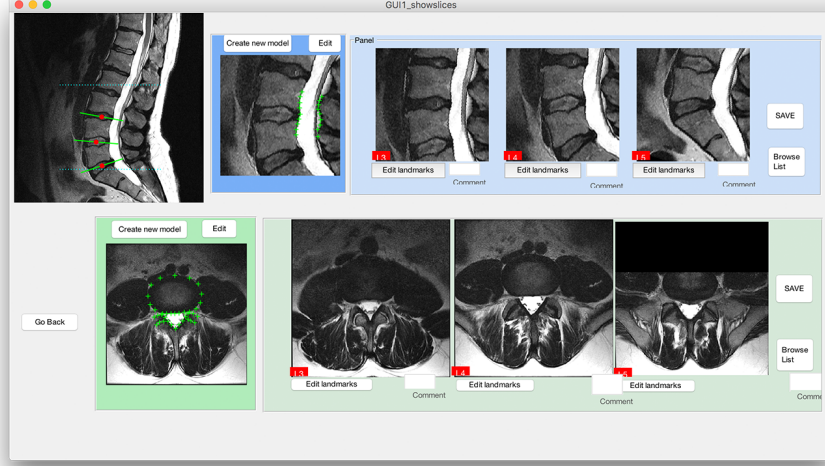 GUI1_showslices
Create new model
Edit
Panel
L3
Edit landmarks
Comment
L4
Edit landmarks
Comment
L5
Edit landmarks
Comment
SAVE
Browse
List
Go Back
Create new model
Edit
L3
Edit landmarks
Comment
L4
Edit landmarks
Comment
L5
Edit landmarks
Comme
SAVE
Browse
List